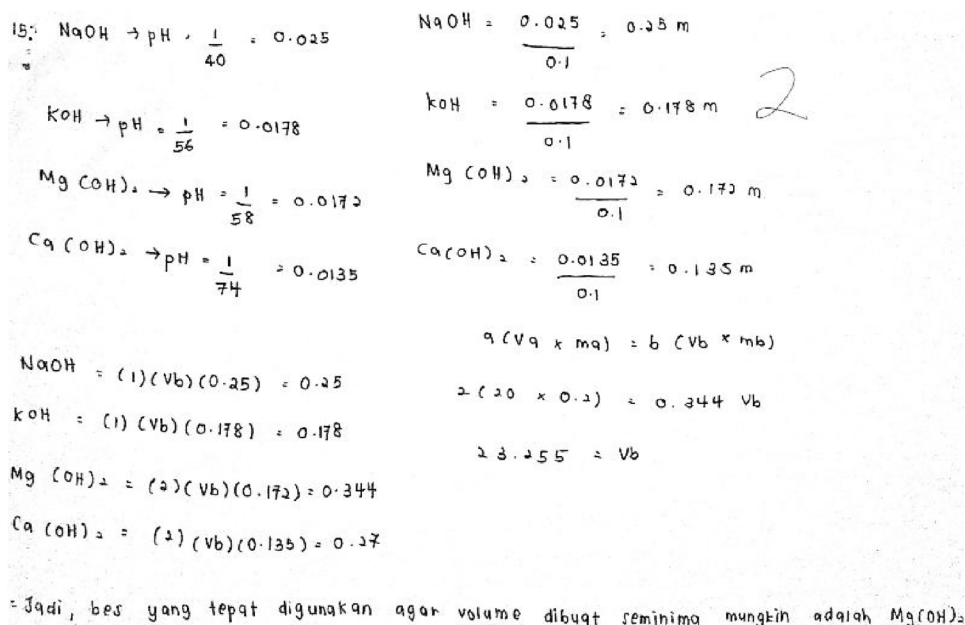 15. NaOH → pH = 1/40 = 0.025
KOH → pH = 1/56 = 0.0178
Mg(OH)₂ → pH = 1/58 = 0.0172
Ca(OH)₂ → pH = 1/74 = 0.0135
NaOH = (1)(Vb)(0.25) = 0.25
KOH = (1)(Vb)(0.178) = 0.178
Mg(OH)₂ = (2)(Vb)(0.172) = 0.344
Ca(OH)₂ = (2)(Vb)(0.135) = 0.27
NaOH = 0.025/0.1 = 0.25 m
KOH = 0.0178/0.1 = 0.178 m
2
Mg(OH)₂ = 0.0172/0.1 = 0.172 m
Ca(OH)₂ = 0.0135/0.1 = 0.135 m
a(Va × ma) = b(Vb × mb)
2(20 × 0.2) = 0.344 Vb
23.255 = Vb
= Jadi, bes yang tepat digunakan agar volume dibuat seminima mungkin adalah Mg(OH)₂